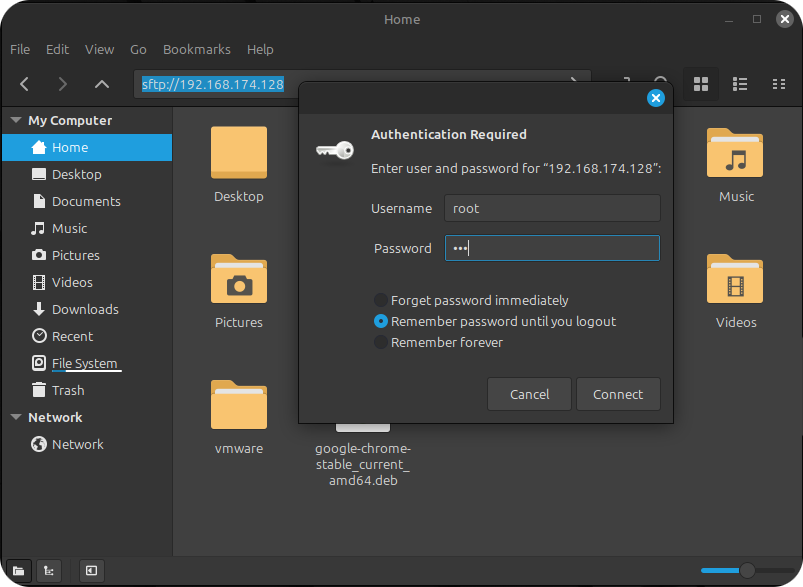 Home
File Edit View Go Bookmarks Help
sftp://192.168.174.128
My Computer
Home
Desktop
Documents
Music
Pictures
Videos
Downloads
Recent
File System
Trash
Network
Network
Desktop
Music
Pictures
Videos
vmware
google-chrome-
stable_current_
amd64.deb
Authentication Required
Enter user and password for “192.168.174.128”:
Username root
Password •••
Forget password immediately
Remember password until you logout
Remember forever
Cancel Connect